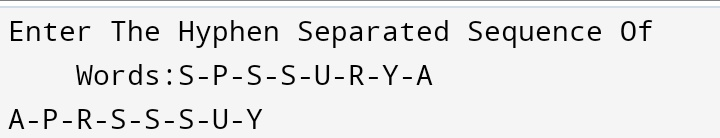 Enter The Hyphen Separated Sequence Of
Words:S-P-S-S-U-R-Y-A
A-P-R-S-S-S-U-Y